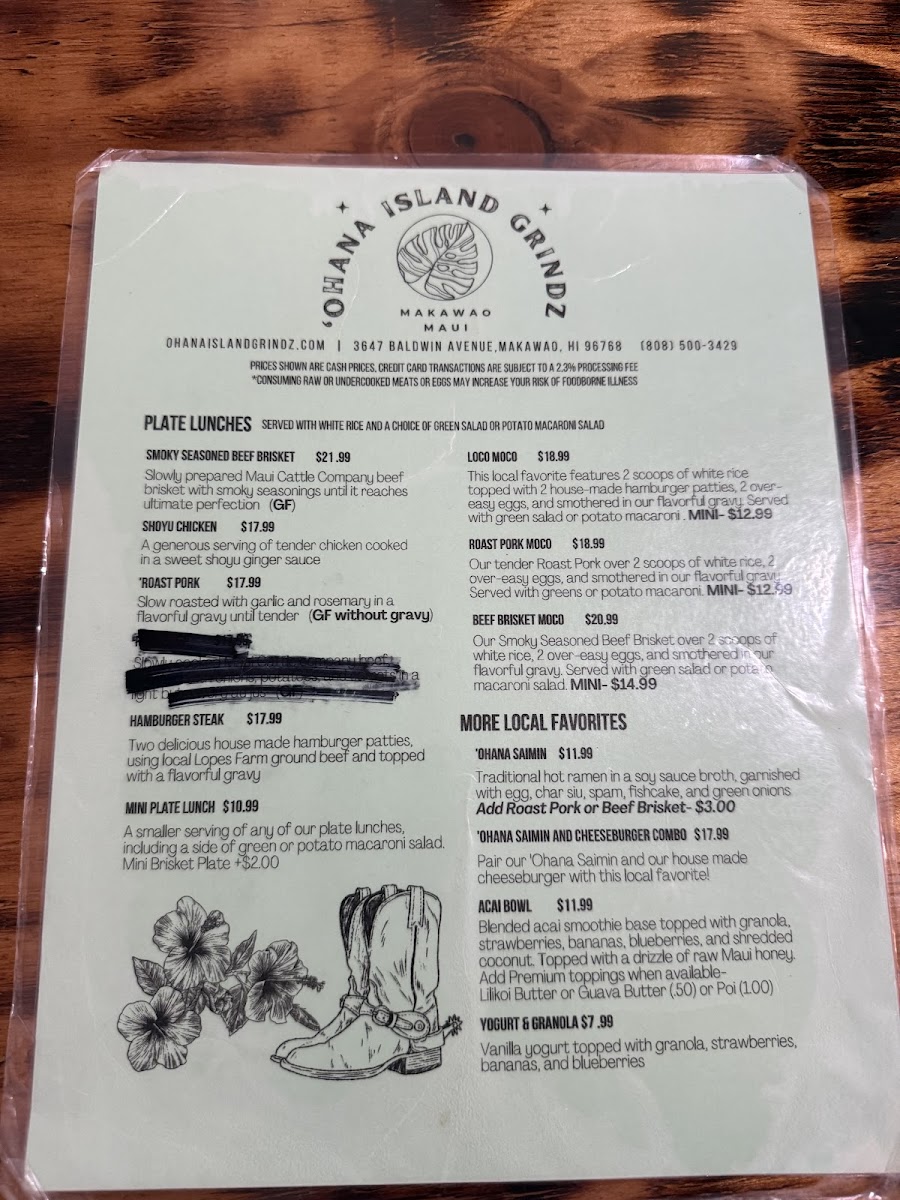 'OHANA ISLAND GRINDZ
MAKAWAO
MAUI
OHANAISLANDGRINDZ.COM | 3647 BALDWIN AVENUE, MAKAWAO, HI 96768 (808) 500-3429
PRICES SHOWN ARE CASH PRICES, CREDIT CARD TRANSACTIONS ARE SUBJECT TO A 2.3% PROCESSING FEE
*CONSUMING RAW OR UNDERCOOKED MEATS OR EGGS MAY INCREASE YOUR RISK OF FOODBORNE ILLNESS
PLATE LUNCHES SERVED WITH WHITE RICE AND A CHOICE OF GREEN SALAD OR POTATO MACARONI SALAD
SMOKY SEASONED BEEF BRISKET $21.99
Slowly prepared Maui Cattle Company beef
brisket with smoky seasonings until it reaches
ultimate perfection (GF)
SHOYU CHICKEN $17.99
A generous serving of tender chicken cooked
in a sweet shoyu ginger sauce
*ROAST PORK $17.99
Slow roasted with garlic and rosemary in a
flavorful gravy until tender (GF without gravy)
HAMBURGER STEAK $17.99
Two delicious house made hamburger patties,
using local Lopes Farm ground beef and topped
with a flavorful gravy
MINI PLATE LUNCH $10.99
A smaller serving of any of our plate lunches,
including a side of green or potato macaroni salad.
Mini Brisket Plate +$2.00
LOCO MOCO $18.99
This local favorite features 2 scoops of white rice
topped with 2 house-made hamburger patties, 2 over-
easy eggs, and smothered in our flavorful gravy. Served
with green salad or potato macaroni . MINI- $12.99
ROAST PORK MOCO $18.99
Our tender Roast Pork over 2 scoops of white rice, 2
over-easy eggs, and smothered in our flavorful gravy.
Served with greens or potato macaroni. MINI- $12.99
BEEF BRISKET MOCO $20.99
Our Smoky Seasoned Beef Brisket over 2 scoops of
white rice, 2 over-easy eggs, and smothered in our
flavorful gravy. Served with green salad or potato
macaroni salad. MINI- $14.99
MORE LOCAL FAVORITES
'OHANA SAIMIN $11.99
Traditional hot ramen in a soy sauce broth, garnished
with egg, char siu, spam, fishcake, and green onions
Add Roast Pork or Beef Brisket- $3.00
'OHANA SAIMIN AND CHEESEBURGER COMBO $17.99
Pair our 'Ohana Saimin and our house made
cheeseburger with this local favorite!
ACAI BOWL $11.99
Blended acai smoothie base topped with granola,
strawberries, bananas, blueberries, and shredded
coconut. Topped with a drizzle of raw Maui honey.
Add Premium toppings when available-
Lilikoi Butter or Guava Butter (.50) or Poi (1.00)
YOGURT & GRANOLA $7 .99
Vanilla yogurt topped with granola, strawberries,
bananas, and blueberries